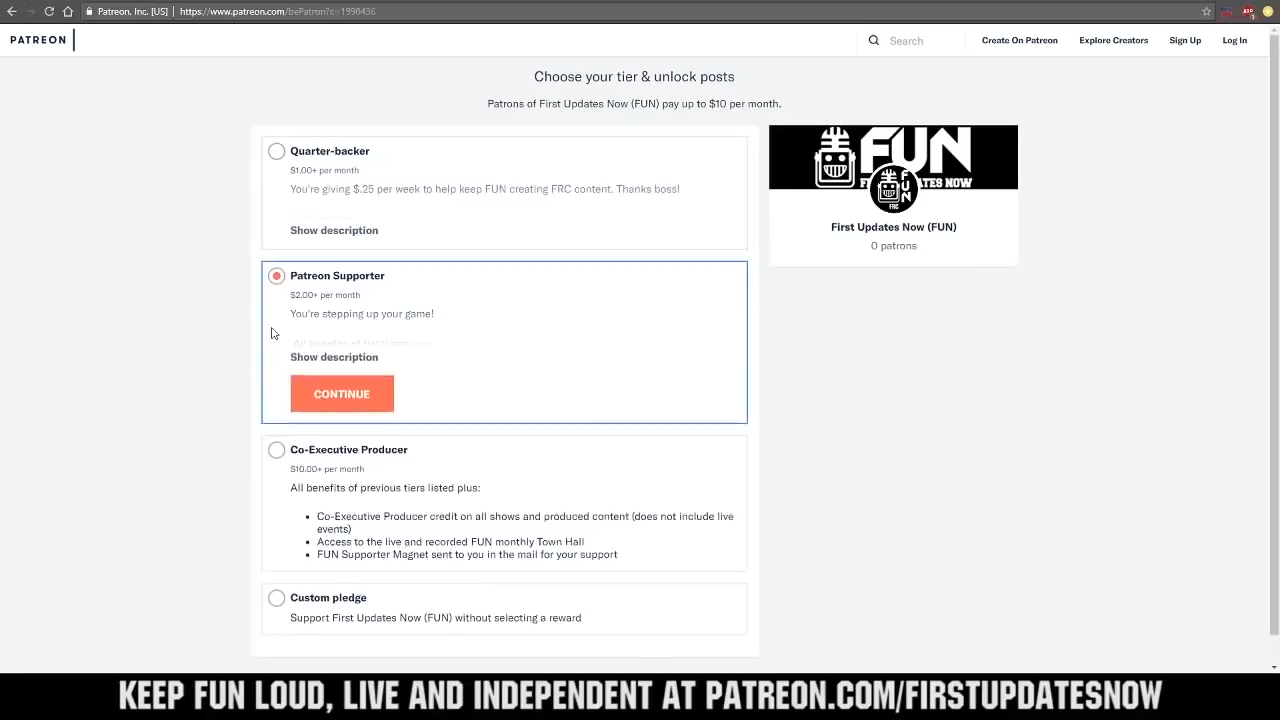 Patreon, Inc. [US] | https://www.patreon.com/bePatron?c=1990436
PATREON
Search
Create On Patreon
Explore Creators
Sign Up
Log In
Choose your tier & unlock posts
Patrons of First Updates Now (FUN) pay up to $10 per month.
Quarter-backer
$1.00+ per month
You're giving $.25 per week to help keep FUN creating FRC content. Thanks boss!
Show description
Patreon Supporter
$2.00+ per month
You're stepping up your game!
All benefits of tier
Show description
CONTINUE
Co-Executive Producer
$10.00+ per month
All benefits of previous tiers listed plus:
• Co-Executive Producer credit on all shows and produced content (does not include live
events)
• Access to the live and recorded FUN monthly Town Hall
• FUN Supporter Magnet sent to you in the mail for your support
Custom pledge
Support First Updates Now (FUN) without selecting a reward
FUN
TES NOW
FUN
FRC
First Updates Now (FUN)
0 patrons
KEEP FUN LOUD, LIVE AND INDEPENDENT AT PATREON.COM/FIRSTUPDATESNOW